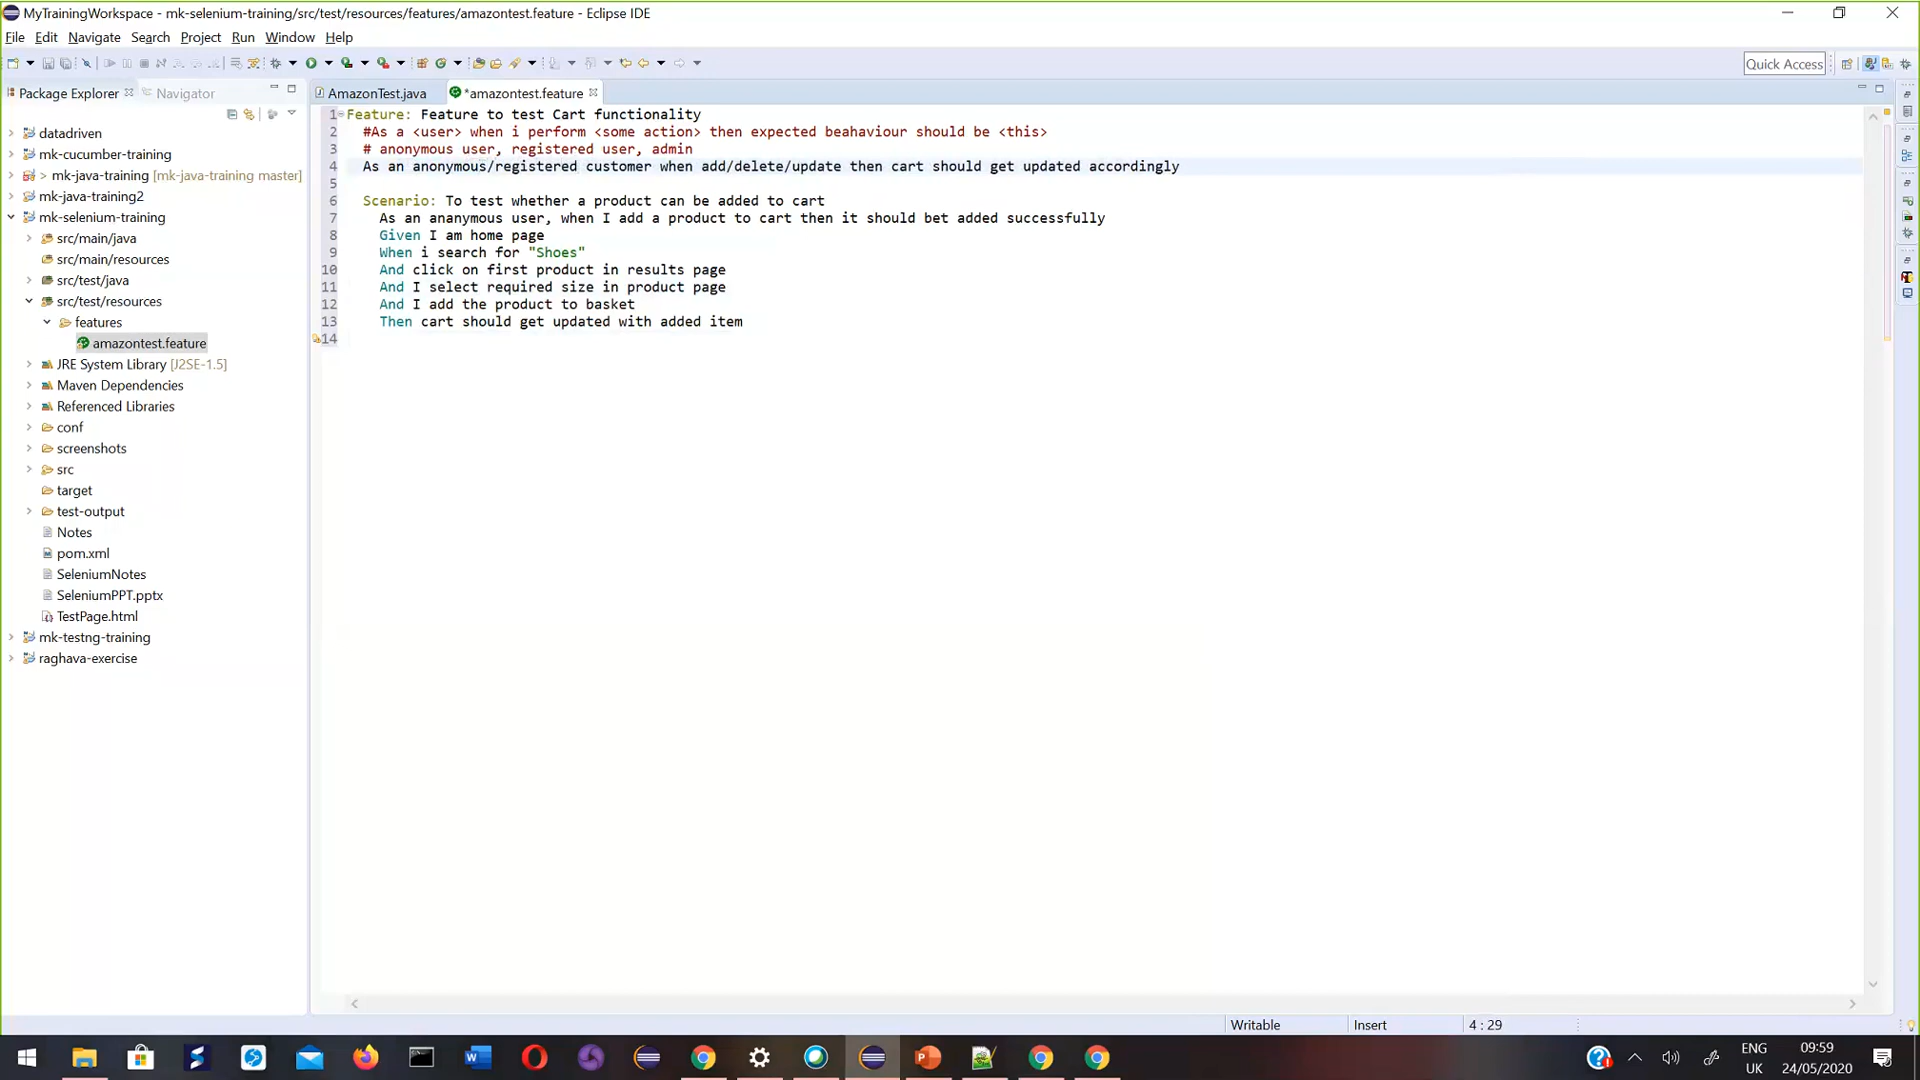 MyTrainingWorkspace - mk-selenium-training/src/test/resources/features/amazontest.feature - Eclipse IDE
File Edit Navigate Search Project Run Window Help
Quick Access
Package Explorer Navigator
AmazonTest.java *amazontest.feature
datadriven
mk-cucumber-training
> mk-java-training [mk-java-training master]
mk-java-training2
mk-selenium-training
src/main/java
src/main/resources
src/test/java
src/test/resources
features
amazontest.feature
JRE System Library [J2SE-1.5]
Maven Dependencies
Referenced Libraries
conf
screenshots
src
target
test-output
Notes
pom.xml
SeleniumNotes
SeleniumPPT.pptx
TestPage.html
mk-testng-training
raghava-exercise
1 Feature: Feature to test Cart functionality
2 #As a <user> when i perform <some action> then expected beahaviour should be <this>
3 # anonymous user, registered user, admin
4 As an anonymous/registered customer when add/delete/update then cart should get updated accordingly
5
6 Scenario: To test whether a product can be added to cart
7 As an ananymous user, when I add a product to cart then it should bet added successfully
8 Given I am home page
9 When i search for "Shoes"
10 And click on first product in results page
11 And I select required size in product page
12 And I add the product to basket
13 Then cart should get updated with added item
14
Writable Insert 4 : 29
ENG
UK
09:59
24/05/2020